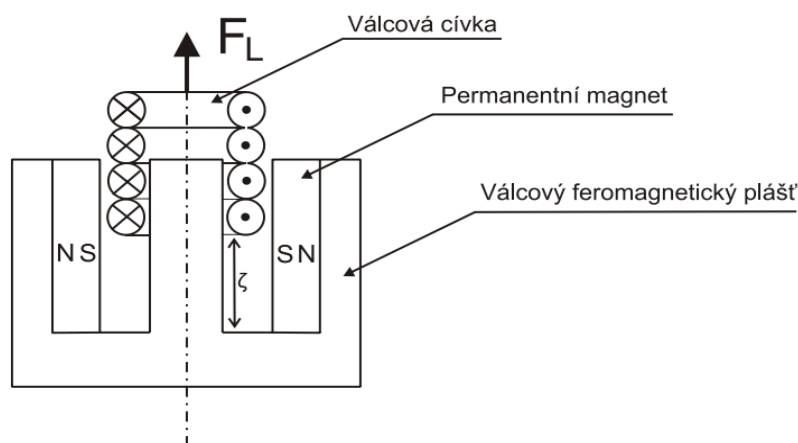 Válcová cívka
F_L
Permanentní magnet
Válcový feromagnetický plášť
N S
S N
ζ